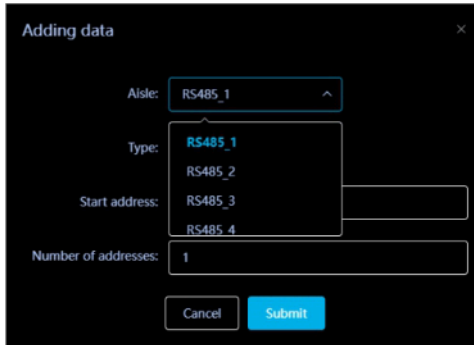 Adding data
Aisle: RS485_1
RS485_1
Type:
RS485_2
Start address: RS485_3
RS485_4
Number of addresses: 1
Cancel Submit